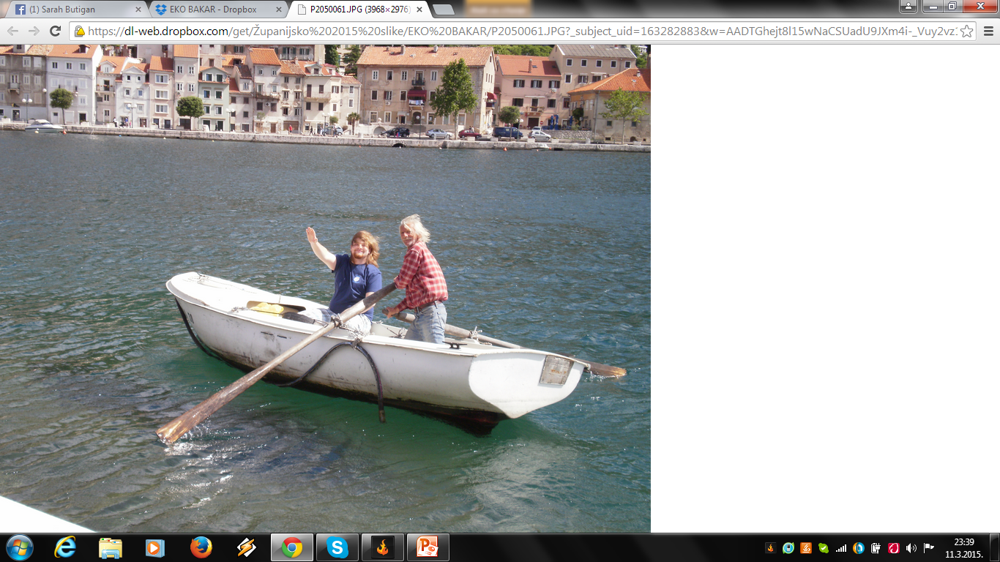 (1) Sarah Butigan
EKO BAKAR - Dropbox
P2050061.JPG (3968×2976)
https://dl-web.dropbox.com/get/Županijsko%202015%20slike/EKO%20BAKAR/P2050061.JPG?_subject_uid=163282883&w=AADTGhejt8l15wNaCSUadU9JXm4i-_Vuy2vz
23:39
11.3.2015.